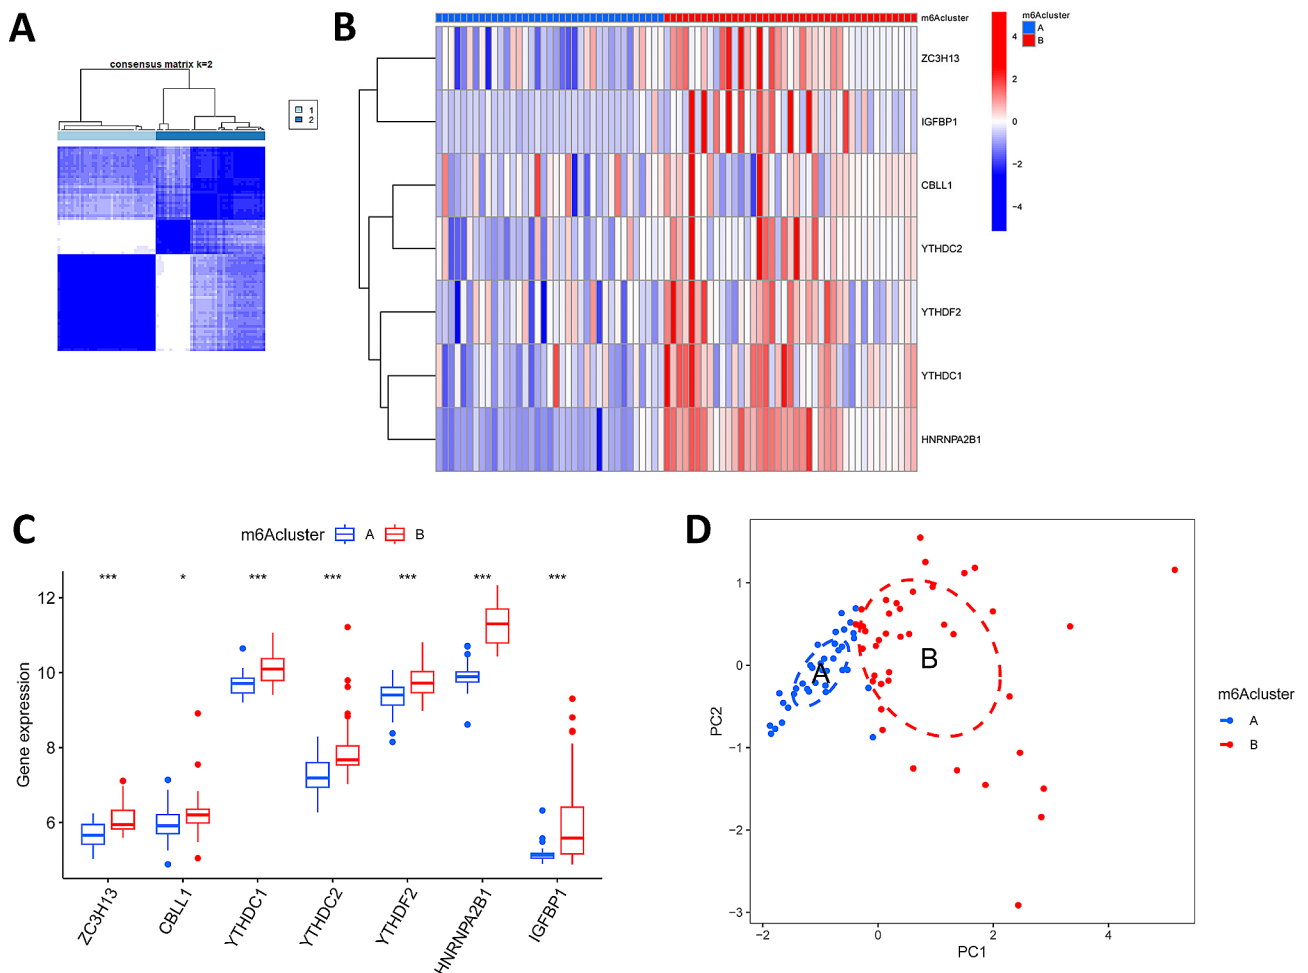 A
consensus matrix k=2
1
2
B
m6Acluster
m6Acluster
A
B
4
2
0
−2
−4
ZC3H13
IGFBP1
CBLL1
YTHDC2
YTHDF2
YTHDC1
HNRNPA2B1
C
m6Acluster A B
Gene expression
12
10
8
6
*** * *** *** *** *** ***
ZC3H13
CBLL1
YTHDC1
YTHDC2
YTHDF2
HNRNPA2B1
IGFBP1
D
PC2
1
0
−1
−2
−3
A
B
−2 0 2 4
PC1
m6Acluster
A
B